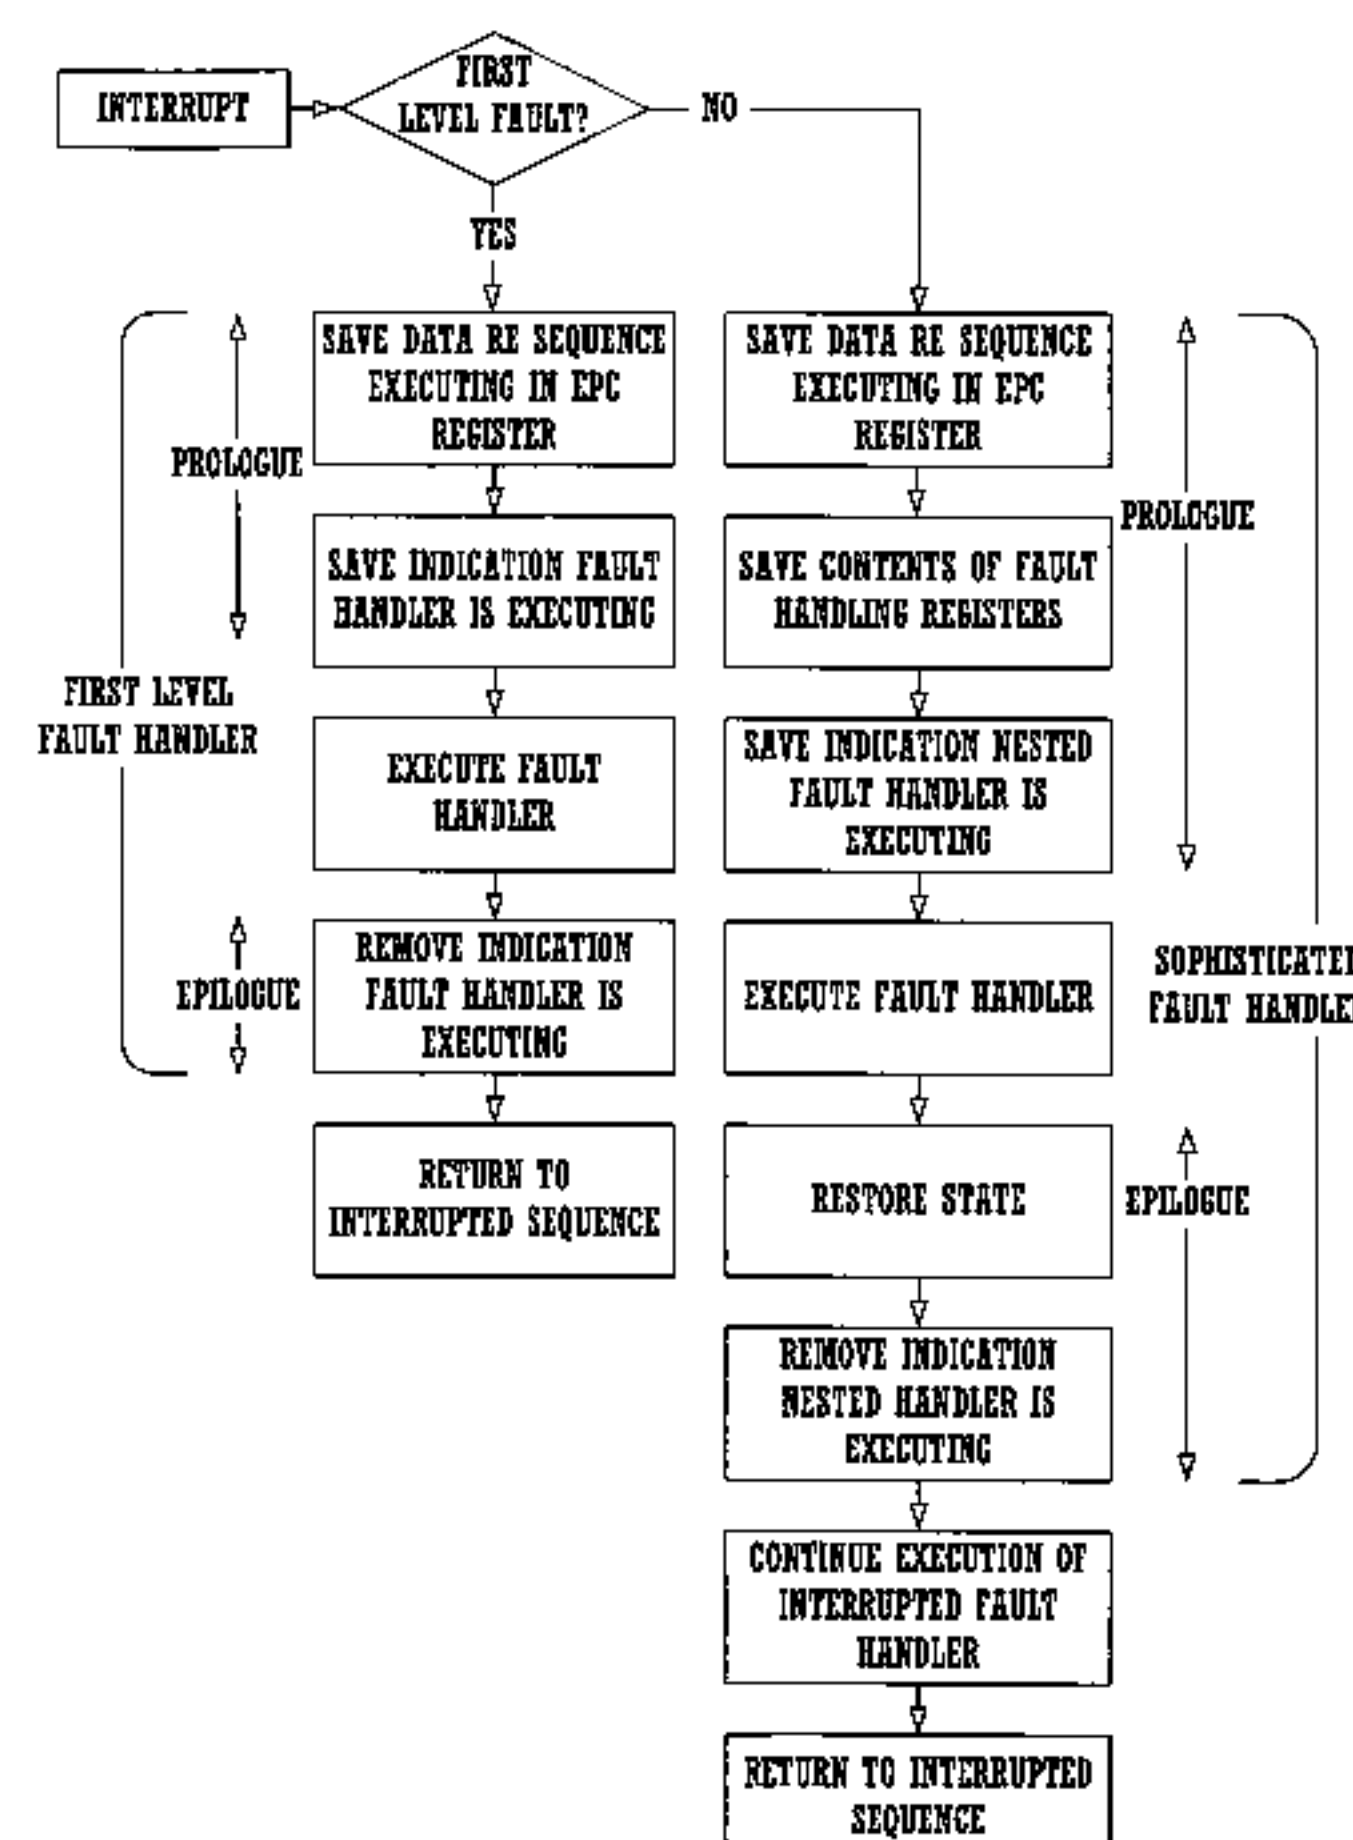 INTERRUPT
FIRST
LEVEL FAULT?
NO
YES
SAVE DATA RE SEQUENCE
EXECUTING IN EPC
REGISTER
SAVE INDICATION FAULT
HANDLER IS EXECUTING
EXECUTE FAULT
HANDLER
REMOVE INDICATION
FAULT HANDLER IS
EXECUTING
RETURN TO
INTERRUPTED SEQUENCE
PROLOGUE
FIRST LEVEL
FAULT HANDLER
EPILOGUE
SAVE DATA RE SEQUENCE
EXECUTING IN EPC
REGISTER
SAVE CONTENTS OF FAULT
HANDLING REGISTERS
SAVE INDICATION NESTED
FAULT HANDLER IS
EXECUTING
EXECUTE FAULT HANDLER
RESTORE STATE
REMOVE INDICATION
NESTED HANDLER IS
EXECUTING
CONTINUE EXECUTION OF
INTERRUPTED FAULT
HANDLER
RETURN TO INTERRUPTED
SEQUENCE
PROLOGUE
SOPHISTICATE
FAULT HANDLE
EPILOGUE